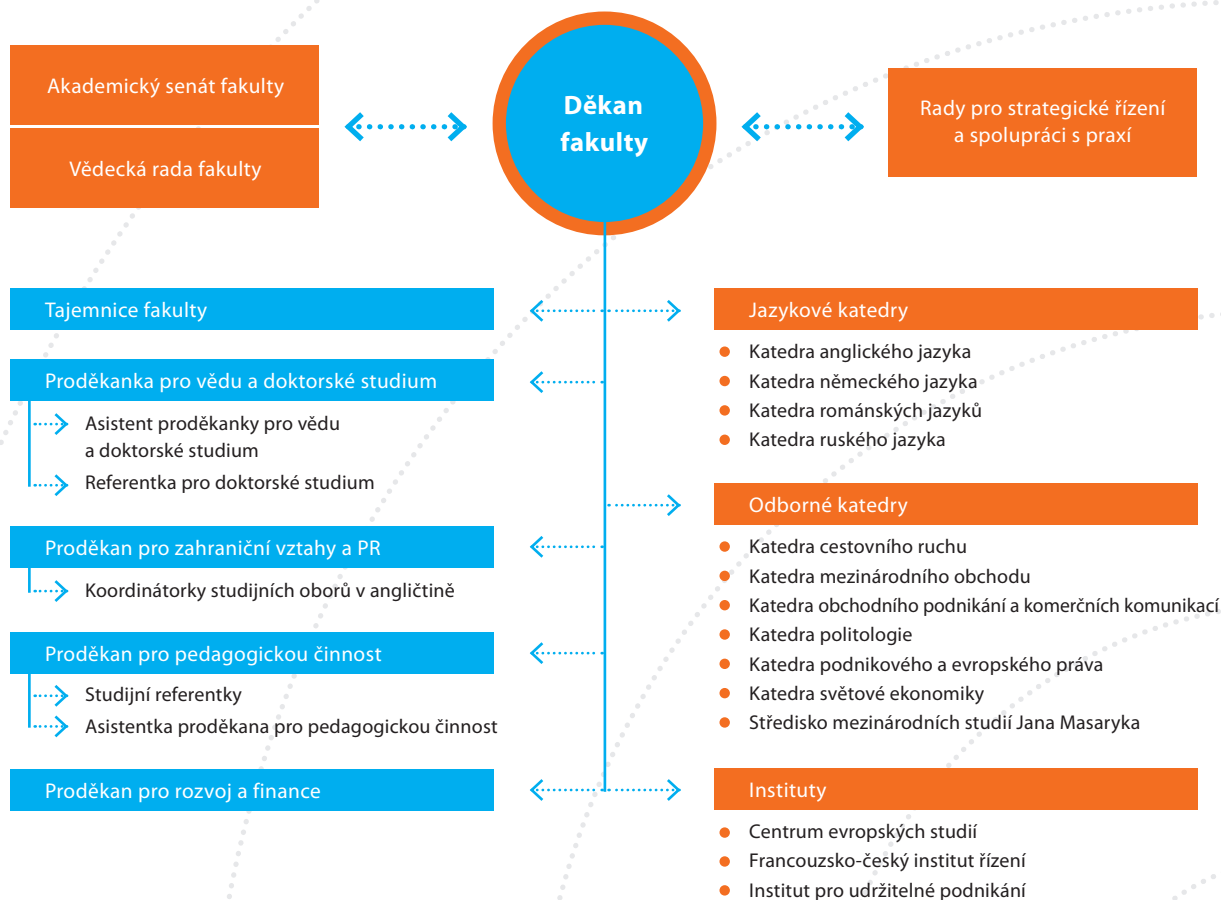 Akademický senát fakulty
Vědecká rada fakulty
Děkan
fakulty
Rady pro strategické řízení
a spolupráci s praxí
Tajemnice fakulty
Proděkanka pro vědu a doktorské studium
Asistent proděkanky pro vědu
a doktorské studium
Referentka pro doktorské studium
Proděkan pro zahraniční vztahy a PR
Koordinátorky studijních oborů v angličtině
Proděkan pro pedagogickou činnost
Studijní referentky
Asistentka proděkana pro pedagogickou činnost
Proděkan pro rozvoj a finance
Jazykové katedry
Katedra anglického jazyka
Katedra německého jazyka
Katedra románských jazyků
Katedra ruského jazyka
Odborné katedry
Katedra cestovního ruchu
Katedra mezinárodního obchodu
Katedra obchodního podnikání a komerčních komunikací
Katedra politologie
Katedra podnikového a evropského práva
Katedra světové ekonomiky
Středisko mezinárodních studií Jana Masaryka
Instituty
Centrum evropských studií
Francouzsko-český institut řízení
Institut pro udržitelné podnikání